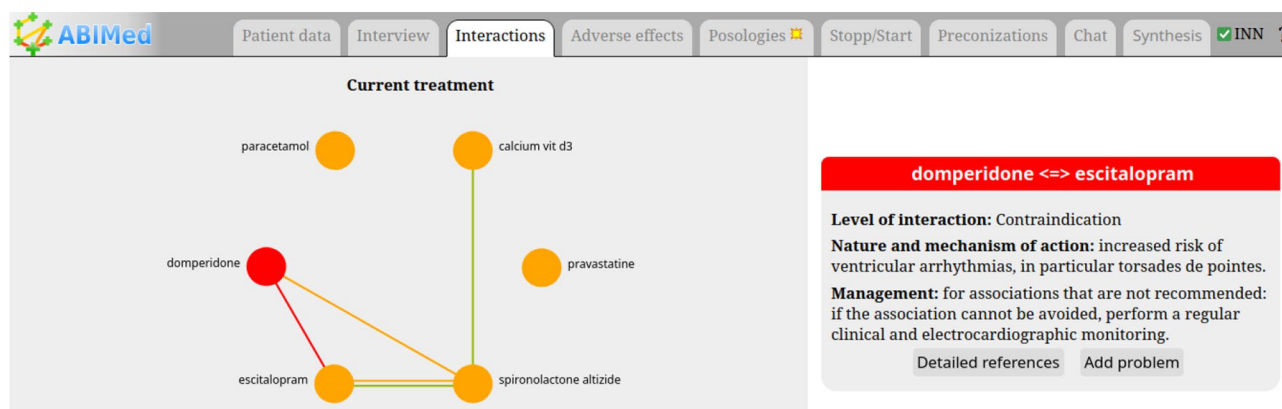 ABIMed
Patient data
Interview
Interactions
Adverse effects
Posologies
Stopp/Start
Preconizations
Chat
Synthesis
INN
Current treatment
paracetamol
calcium vit d3
domperidone
pravastatine
escitalopram
spironolactone altizide
domperidone <=> escitalopram
Level of interaction: Contraindication
Nature and mechanism of action: increased risk of
ventricular arrhythmias, in particular torsades de pointes.
Management: for associations that are not recommended:
if the association cannot be avoided, perform a regular
clinical and electrocardiographic monitoring.
Detailed references
Add problem